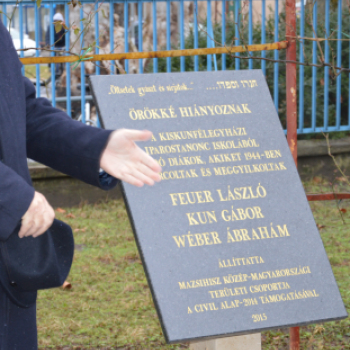 ÖRÖKKÉ HIÁNYOZNAK
A KISKUNFÉLEGYHÁZI
IPAROSTANONC ISKOLÁBÓL
DIÁKOK, AKIKET 1944-BEN
ÉS MEGGYILKOLTAK
FEUER LÁSZLÓ
KUN GÁBOR
WÉBER ÁBRAHÁM
ÁLLÍTTATTA
MAZSIHISZ KÖZÉP-MAGYARORSZÁGI
TERÜLETI CSOPORTJA
A CIVIL ALAP-2014 TÁMOGATÁSÁVAL
2015